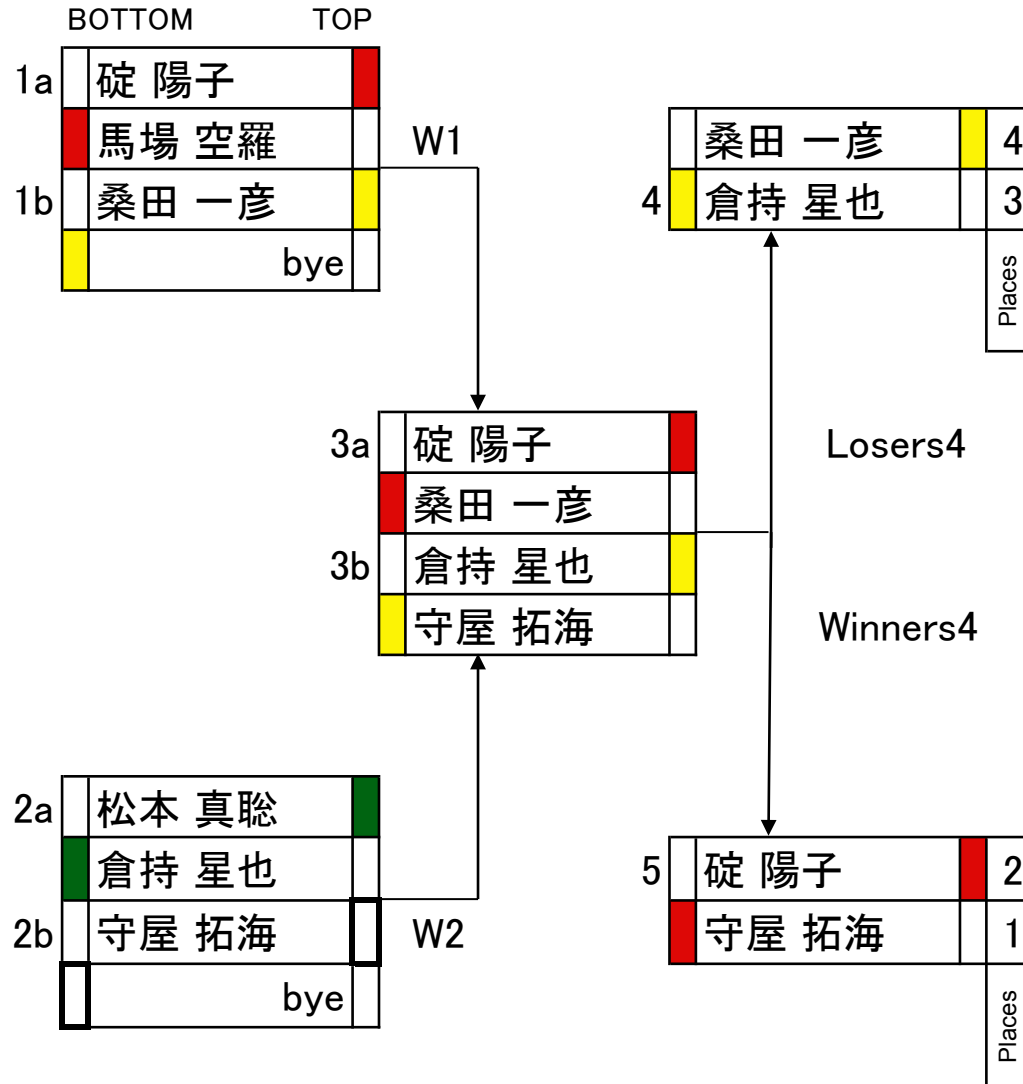 BOTTOM TOP
1a 碇 陽子
馬場 空羅
W1
1b 桑田 一彦
bye
桑田 一彦 4
4 倉持 星也 3
Places
3a 碇 陽子
桑田 一彦
3b 倉持 星也
守屋 拓海
Losers4
Winners4
2a 松本 真聡
倉持 星也
2b 守屋 拓海
W2
bye
5 碇 陽子 2
守屋 拓海 1
Places